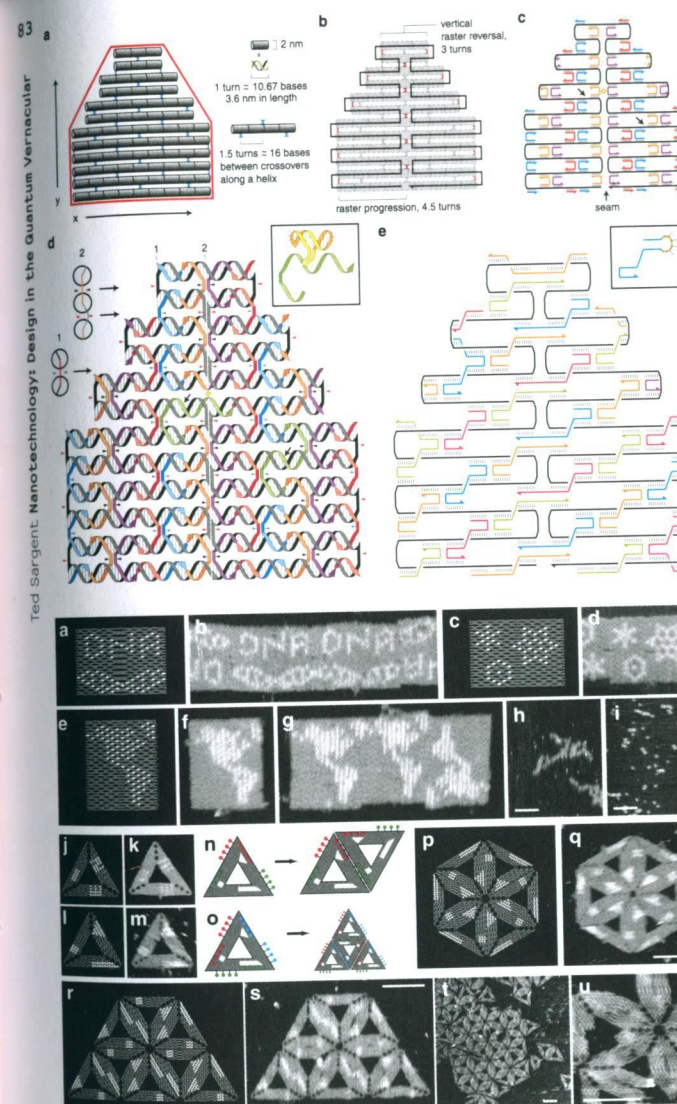 83
Ted Sargent Nanotechnology: Design in the Quantum Vernacular
a
2 nm
1 turn = 10.67 bases
3.6 nm in length
1.5 turns = 16 bases
between crossovers
along a helix
y
x
b
vertical
raster reversal,
3 turns
raster progression, 4.5 turns
c
seam
d
2
1
1
2
e
a
b
c
d
e
f
g
h
i
j
k
n
p
q
l
m
o
r
s
t
u